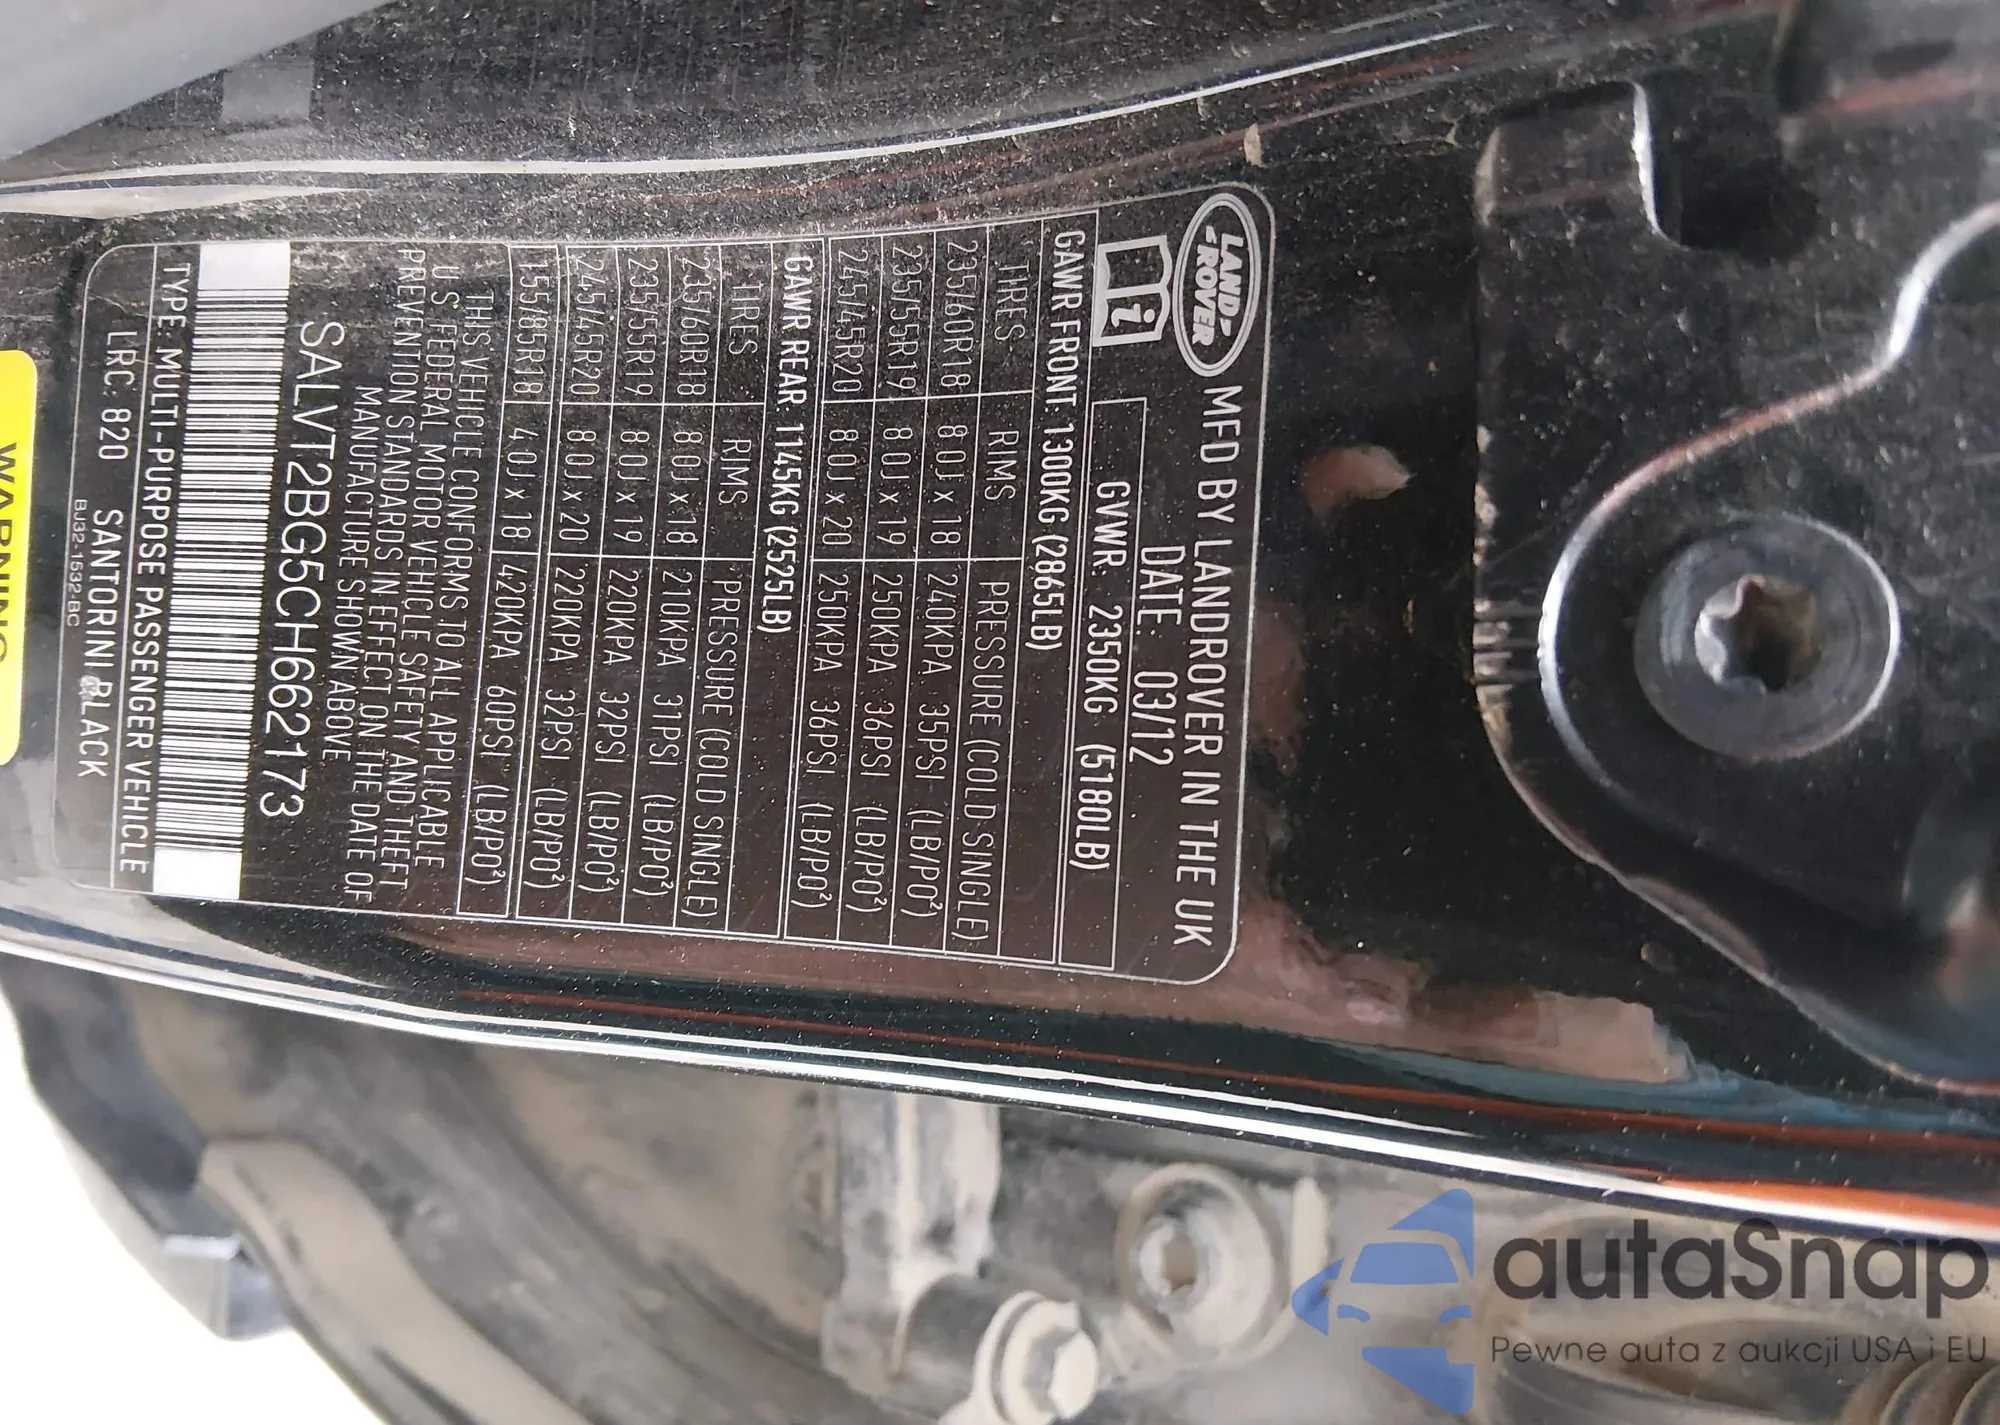 LAND-
-ROVER
MFD BY LANDROVER IN THE UK
DATE: 03/12
i
GVWR: 2350KG (5180LB)
GAWR FRONT: 1300KG (2865LB)
TIRES RIMS PRESSURE (COLD SINGLE)
235/60R18 8.0J x 18 240KPA 35PSI (LB/PO²)
235/55R19 8.0J x 19 250KPA 36PSI (LB/PO²)
245/45R20 8.0J x 20 250KPA 36PSI (LB/PO²)
GAWR REAR: 1145KG (2525LB)
TIRES RIMS PRESSURE (COLD SINGLE)
235/60R18 8.0J x 18 210KPA 31PSI (LB/PO²)
235/55R19 8.0J x 19 220KPA 32PSI (LB/PO²)
245/45R20 8.0J x 20 220KPA 32PSI (LB/PO²)
155/85R18 4.0J x 18 420KPA 60PSI (LB/PO²)
THIS VEHICLE CONFORMS TO ALL APPLICABLE
U.S. FEDERAL MOTOR VEHICLE SAFETY AND THEFT
PREVENTION STANDARDS IN EFFECT ON THE DATE OF
MANUFACTURE SHOWN ABOVE
SALVT2BG5CH662173
TYPE: MULTI-PURPOSE PASSENGER VEHICLE
LRC: 820 SANTORINI BLACK
BJ32-1532-BC
WARNING
autaSnap
Pewne auta z aukcji USA i EU